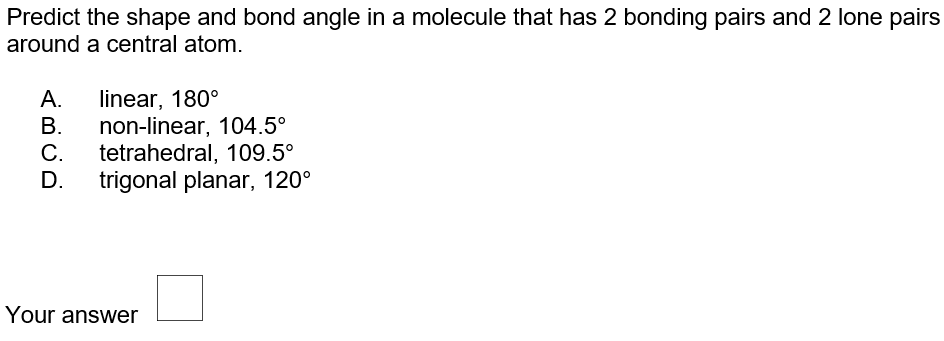 Predict the shape and bond angle in a molecule that has 2 bonding pairs and 2 lone pairs
around a central atom.
A. linear, 180°
B. non-linear, 104.5°
C. tetrahedral, 109.5°
D. trigonal planar, 120°
Your answer